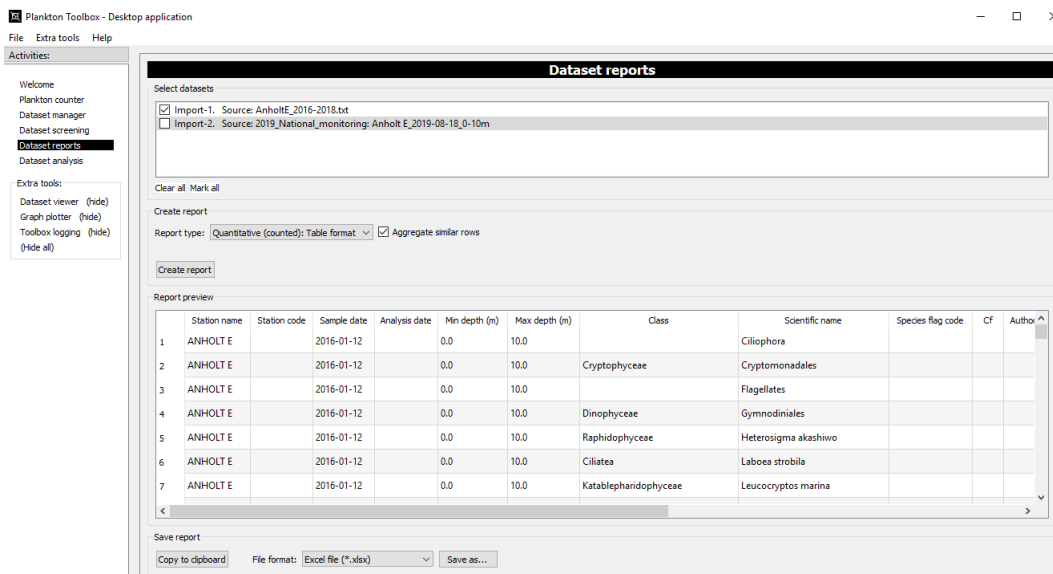 Plankton Toolbox - Desktop application
File Extra tools Help
Activities:
Welcome
Plankton counter
Dataset manager
Dataset screening
Dataset reports
Dataset analysis
Extra tools:
Dataset viewer (hide)
Graph plotter (hide)
Toolbox logging (hide)
(Hide all)
Dataset reports
Select datasets
Import-1. Source: AnholtE_2016-2018.txt
Import-2. Source: 2019_National_monitoring: Anholt E_2019-08-18_0-10m
Clear all Mark all
Create report
Report type: Quantitative (counted): Table format Aggregate similar rows
Create report
Report preview
Station name Station code Sample date Analysis date Min depth (m) Max depth (m) Class Scientific name Species flag code Cf Author
1 ANHOLT E 2016-01-12 0.0 10.0 Ciliophora
2 ANHOLT E 2016-01-12 0.0 10.0 Cryptophyceae Cryptomonadales
3 ANHOLT E 2016-01-12 0.0 10.0 Flagellates
4 ANHOLT E 2016-01-12 0.0 10.0 Dinophyceae Gymnodiniales
5 ANHOLT E 2016-01-12 0.0 10.0 Raphidophyceae Heterosigma akashiwo
6 ANHOLT E 2016-01-12 0.0 10.0 Ciliatea Laboea strobila
7 ANHOLT E 2016-01-12 0.0 10.0 Katablepharidophyceae Leucocryptos marina
Save report
Copy to clipboard File format: Excel file (*.xlsx) Save as...